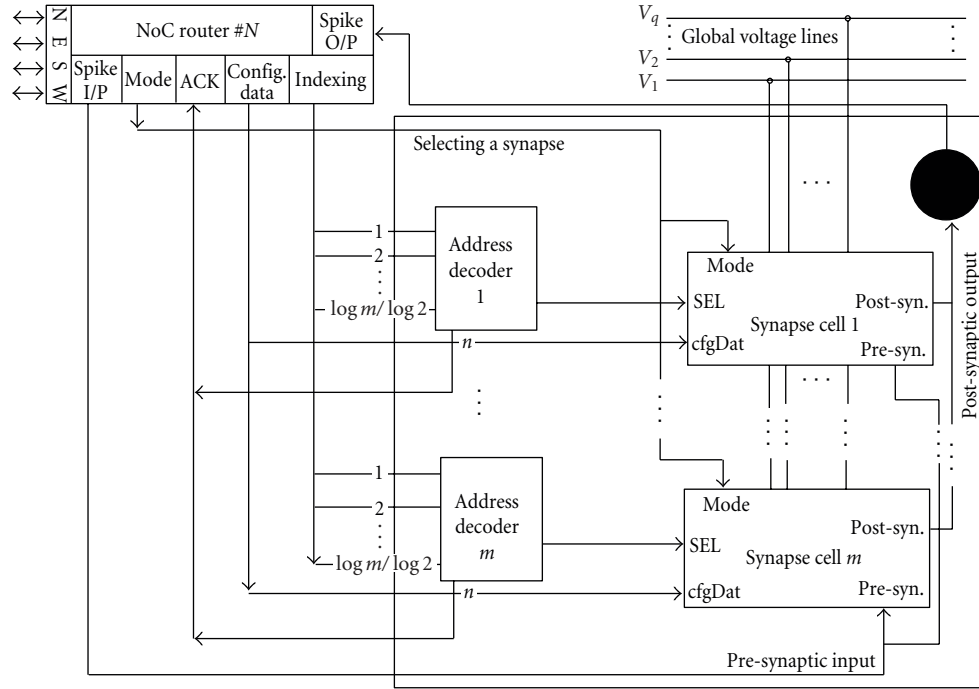 N
E
S
W
NoC router #N
Spike
O/P
Spike
I/P
Mode
ACK
Config.
data
Indexing
Vq
Global voltage lines
V2
V1
Selecting a synapse
1
2
log m/ log 2
Address
decoder
1
n
Mode
SEL
Post-syn.
Synapse cell 1
cfgDat
Pre-syn.
Post-synaptic output
1
2
log m/ log 2
Address
decoder
m
n
Mode
Post-syn.
SEL
Synapse cell m
cfgDat
Pre-syn.
Pre-synaptic input